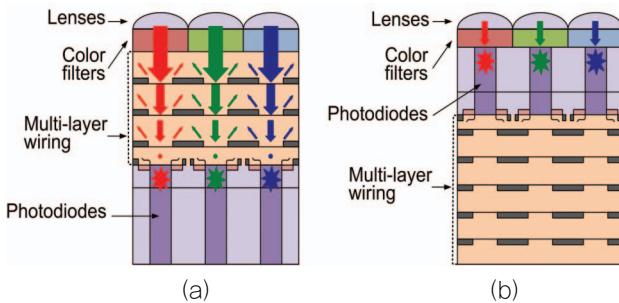 Lenses
Color
filters
Multi-layer
wiring
Photodiodes
(a)
Lenses
Color
filters
Photodiodes
Multi-layer
wiring
(b)